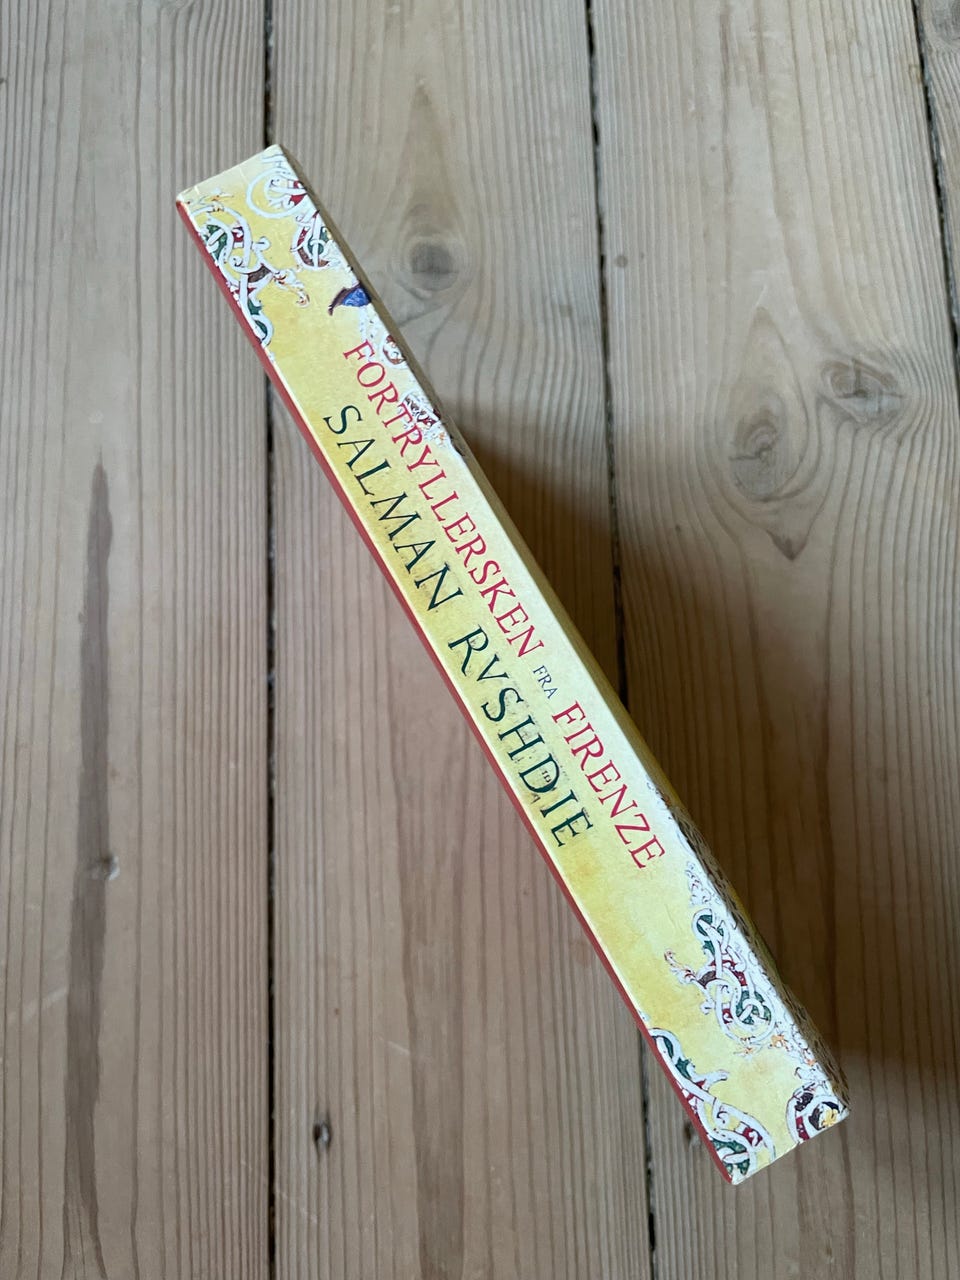 FORTRYLLERSKEN FRA FIRENZE
SALMAN RVSHDIE